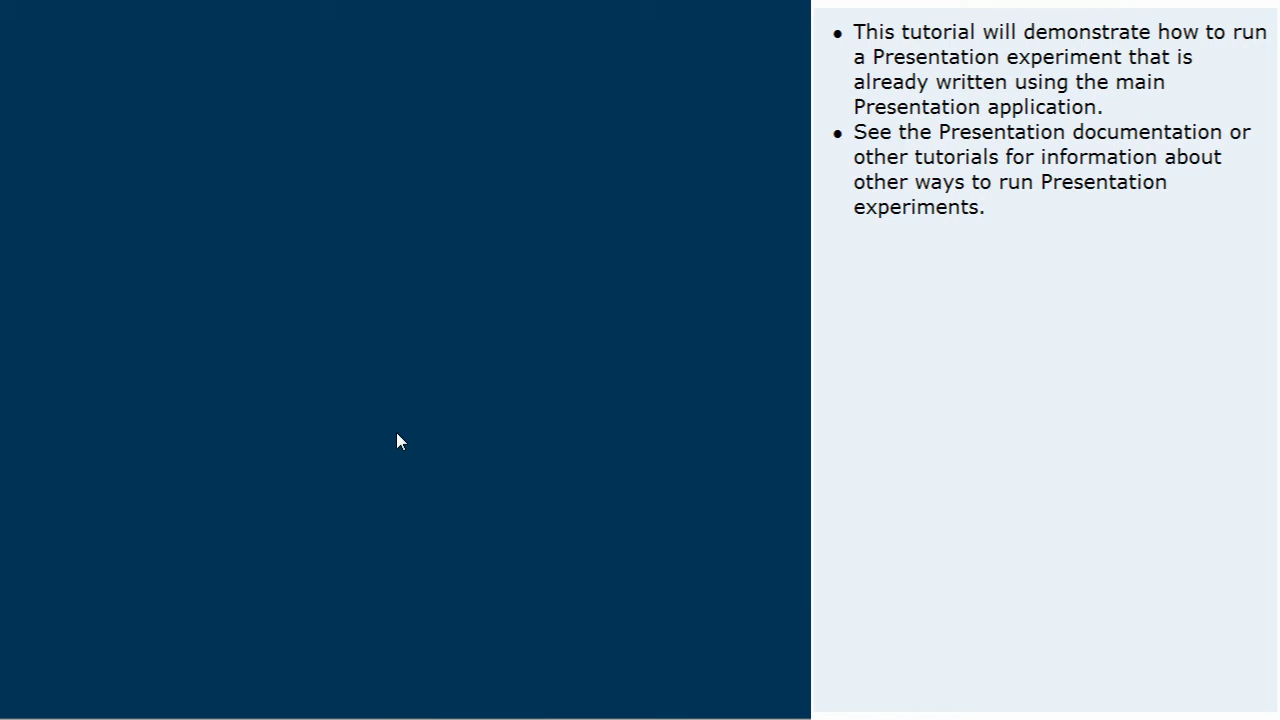 • This tutorial will demonstrate how to run
a Presentation experiment that is
already written using the main
Presentation application.
• See the Presentation documentation or
other tutorials for information about
other ways to run Presentation
experiments.